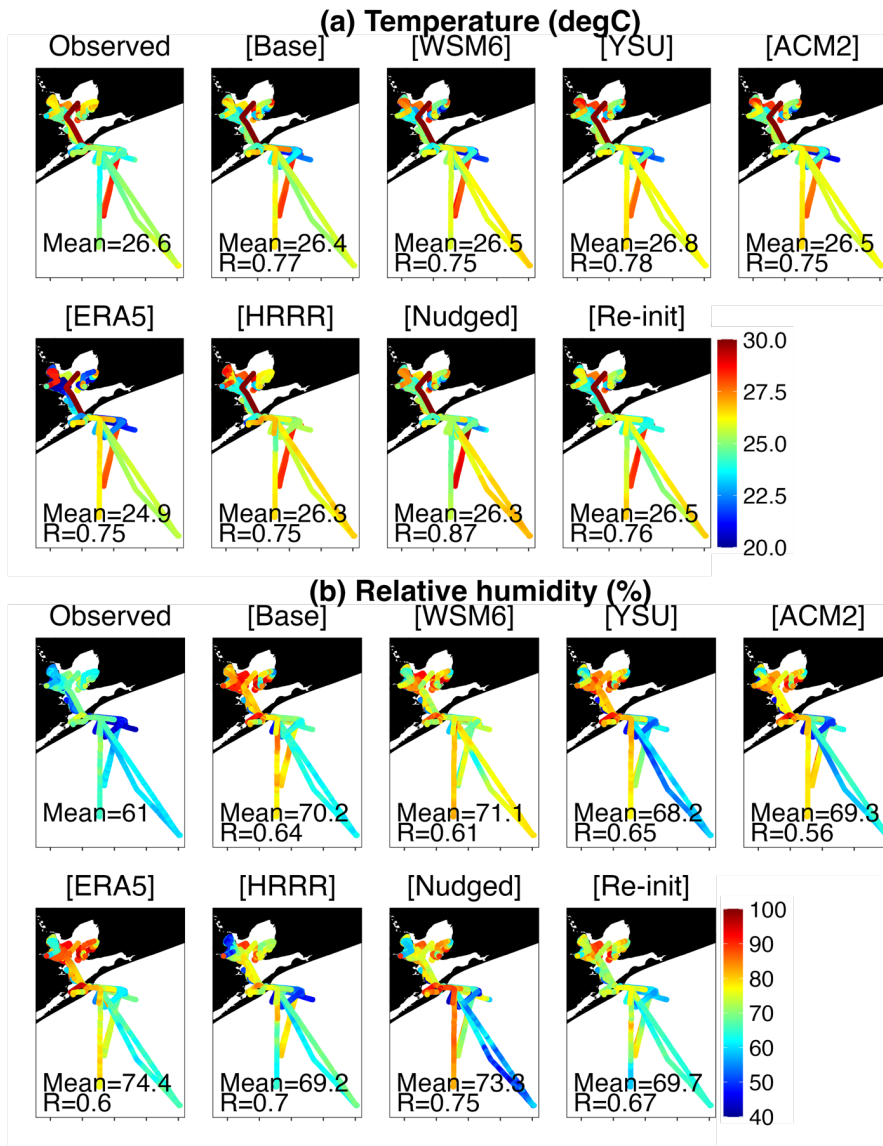 (a) Temperature (degC)
Observed [Base] [WSM6] [YSU] [ACM2]
Mean=26.6 Mean=26.4 Mean=26.5 Mean=26.8 Mean=26.5
R=0.77 R=0.75 R=0.78 R=0.75
[ERA5] [HRRR] [Nudged] [Re-init]
30.0
27.5
25.0
22.5
20.0
Mean=24.9 Mean=26.3 Mean=26.3 Mean=26.5
R=0.75 R=0.75 R=0.87 R=0.76
(b) Relative humidity (%)
Observed [Base] [WSM6] [YSU] [ACM2]
Mean=61 Mean=70.2 Mean=71.1 Mean=68.2 Mean=69.3
R=0.64 R=0.61 R=0.65 R=0.56
[ERA5] [HRRR] [Nudged] [Re-init]
100
90
80
70
60
50
40
Mean=74.4 Mean=69.2 Mean=73.3 Mean=69.7
R=0.6 R=0.7 R=0.75 R=0.67